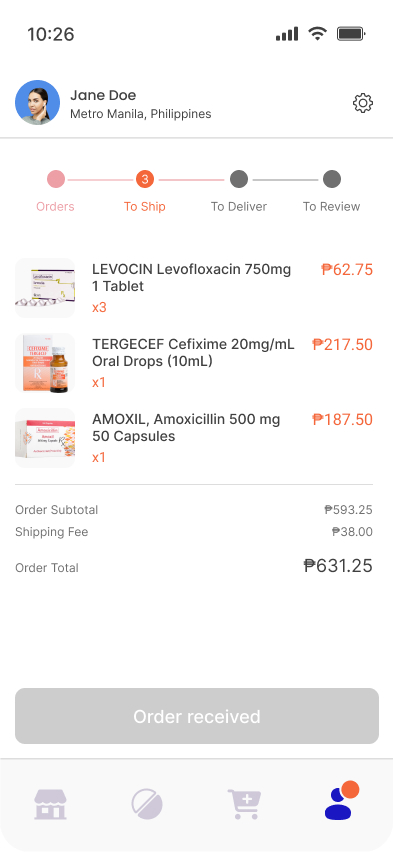 10:26
Jane Doe
Metro Manila, Philippines
3
Orders
To Ship
To Deliver
To Review
LEVOCIN Levofloxacin 750mg
1 Tablet
₱62.75
x3
TERGECEF Cefixime 20mg/mL
Oral Drops (10mL)
₱217.50
x1
AMOXIL, Amoxicillin 500 mg
50 Capsules
₱187.50
x1
Order Subtotal
₱593.25
Shipping Fee
₱38.00
Order Total
₱631.25
Order received